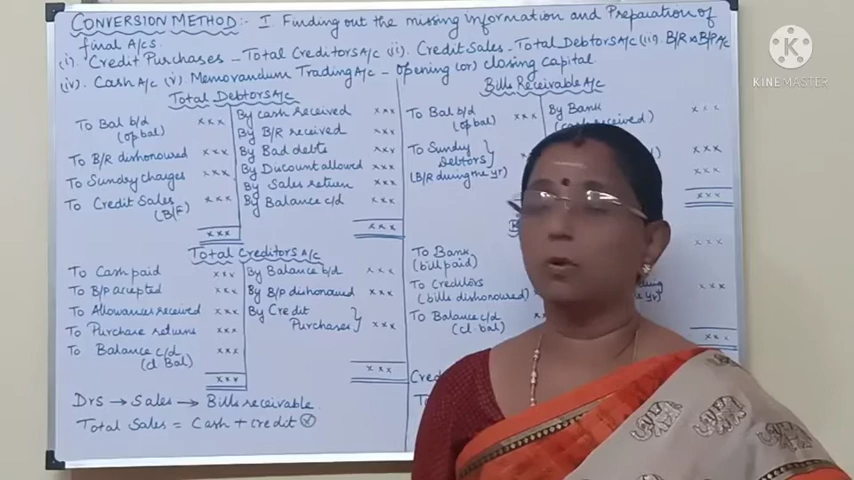 CONVERSION METHOD:- I. Finding out the missing information and Preparation of
final A/cs.
(i). Credit Purchases - Total Creditors A/c (ii). Credit Sales - Total Debtors A/c (iii). B/R & B/P A/c
(iv). Cash A/c (v). Memorandum Trading A/c - opening (or) closing capital.
Total Debtors A/c
To Bal b/d xxx
(op bal)
To B/R dishonoured xxx
To Sundry charges xxx
To Credit Sales xxx
(B/F)
xxx
By cash received xxx
By B/R received xxx
By Bad debts xxx
By Discount allowed xxx
By Sales return xxx
By Balance c/d xxx
xxx
Total Creditors A/c
To Cash paid xxx
To B/P accepted xxx
To Allowances received xxx
To Purchase returns xxx
To Balance c/d xxx
(cl Bal)
xxx
By Balance b/d xxx
By B/P dishonoured xxx
By Credit
Purchases } xxx
xxx
Drs → Sales → Bills receivable
Total Sales = Cash + credit
Bills Receivable A/c
To Bal b/d xxx
(op bal)
To Sundry
Debtors }
(B/R during the yr)
By Bank xxx
(cash received)
xxx
xxx
xxx
To Bank
(bill paid)
To Creditors
(bills dishonoured)
To Balance c/d
(cl bal)
xxx
xxx
yr)
xxx
KINEMASTER